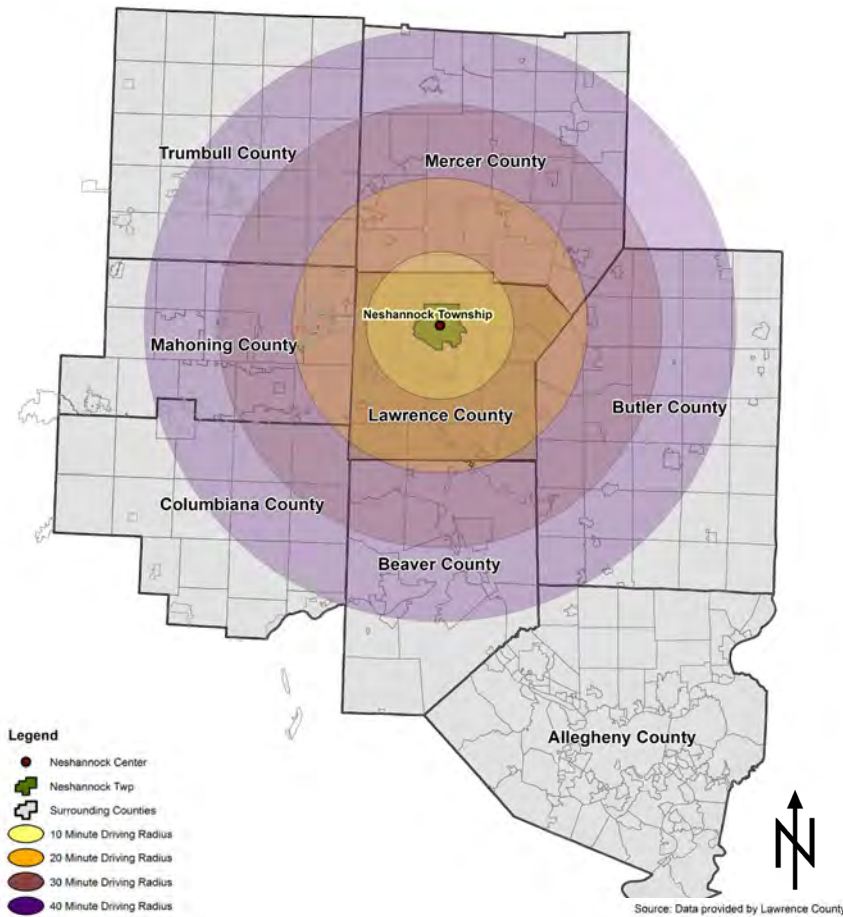 Trumbull County
Mercer County
Neshannock Township
Mahoning County
Lawrence County
Butler County
Columbiana County
Beaver County
Allegheny County
Legend
Neshannock Center
Neshannock Twp
Surrounding Counties
10 Minute Driving Radius
20 Minute Driving Radius
30 Minute Driving Radius
40 Minute Driving Radius
N
Source: Data provided by Lawrence County